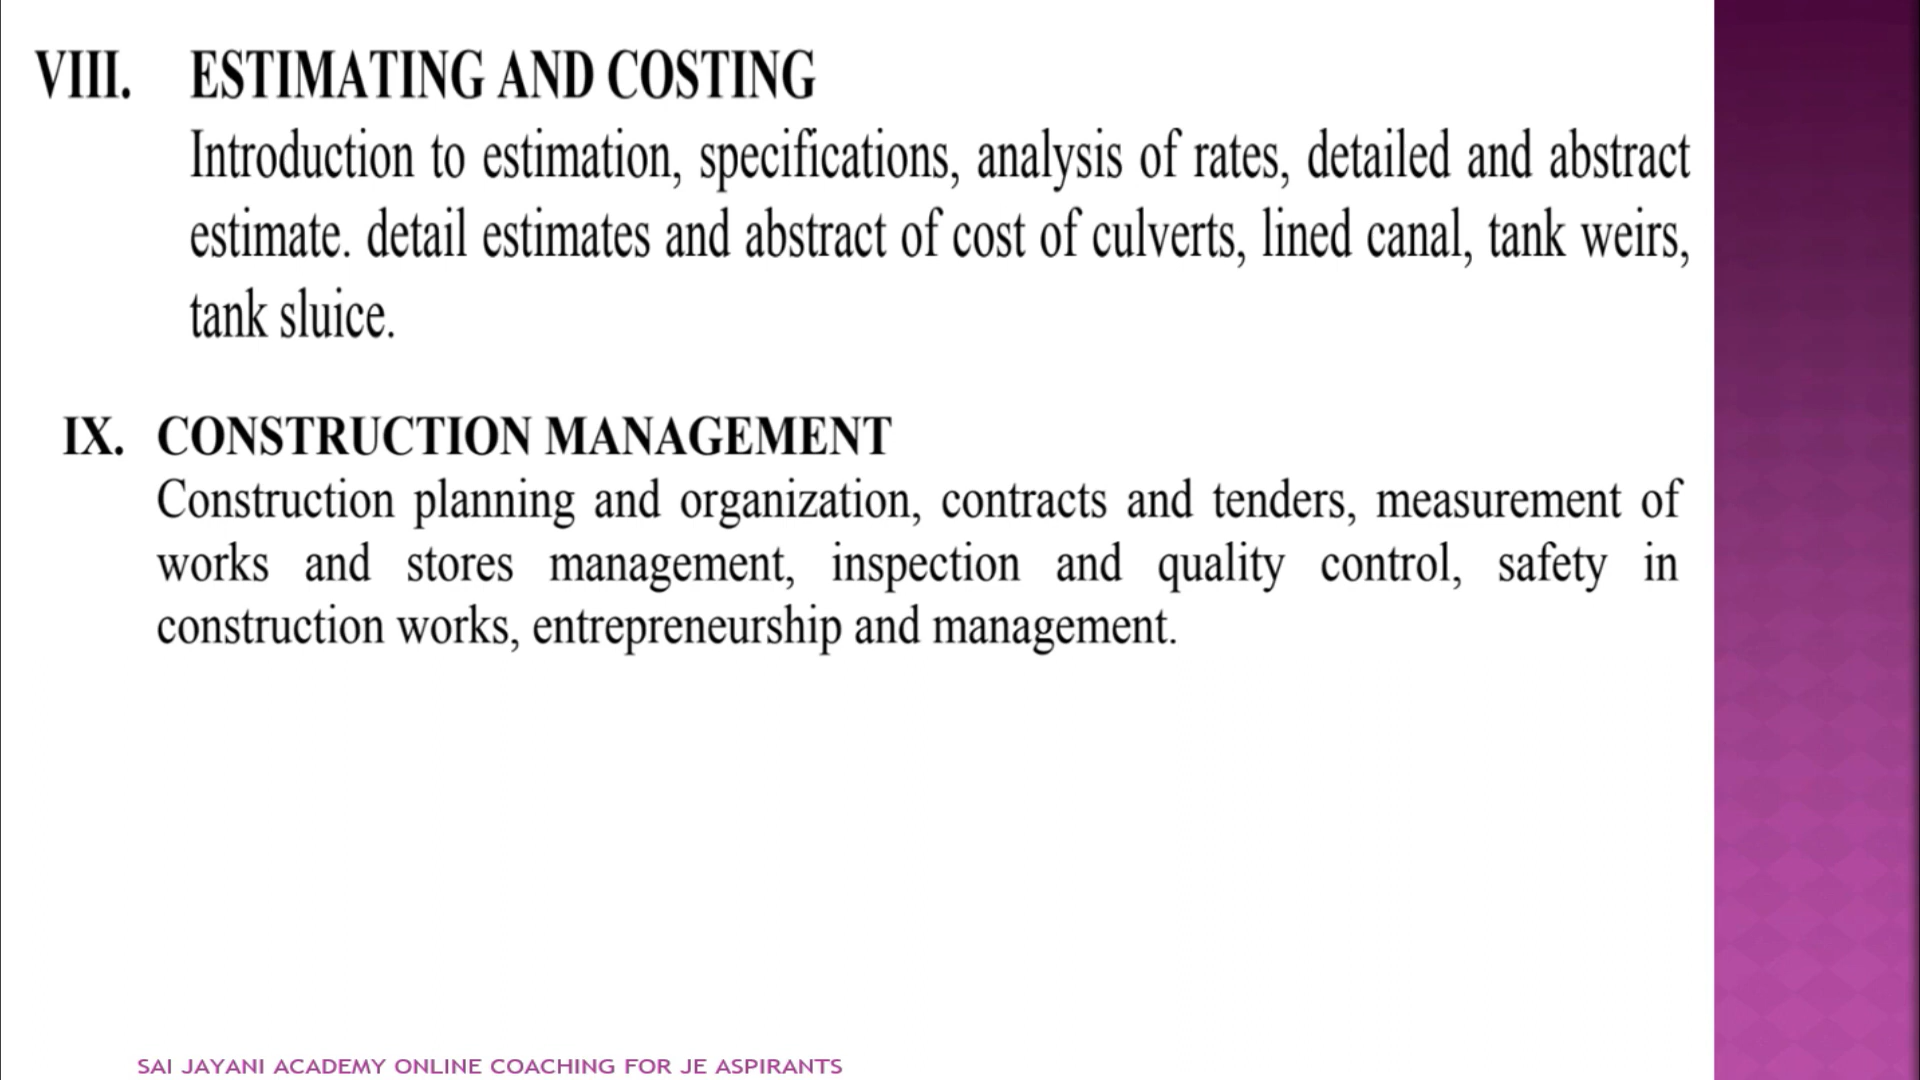 VIII. ESTIMATING AND COSTING
Introduction to estimation, specifications, analysis of rates, detailed and abstract
estimate. detail estimates and abstract of cost of culverts, lined canal, tank weirs,
tank sluice.
IX. CONSTRUCTION MANAGEMENT
Construction planning and organization, contracts and tenders, measurement of
works and stores management, inspection and quality control, safety in
construction works, entrepreneurship and management.
SAI JAYANI ACADEMY ONLINE COACHING FOR JE ASPIRANTS